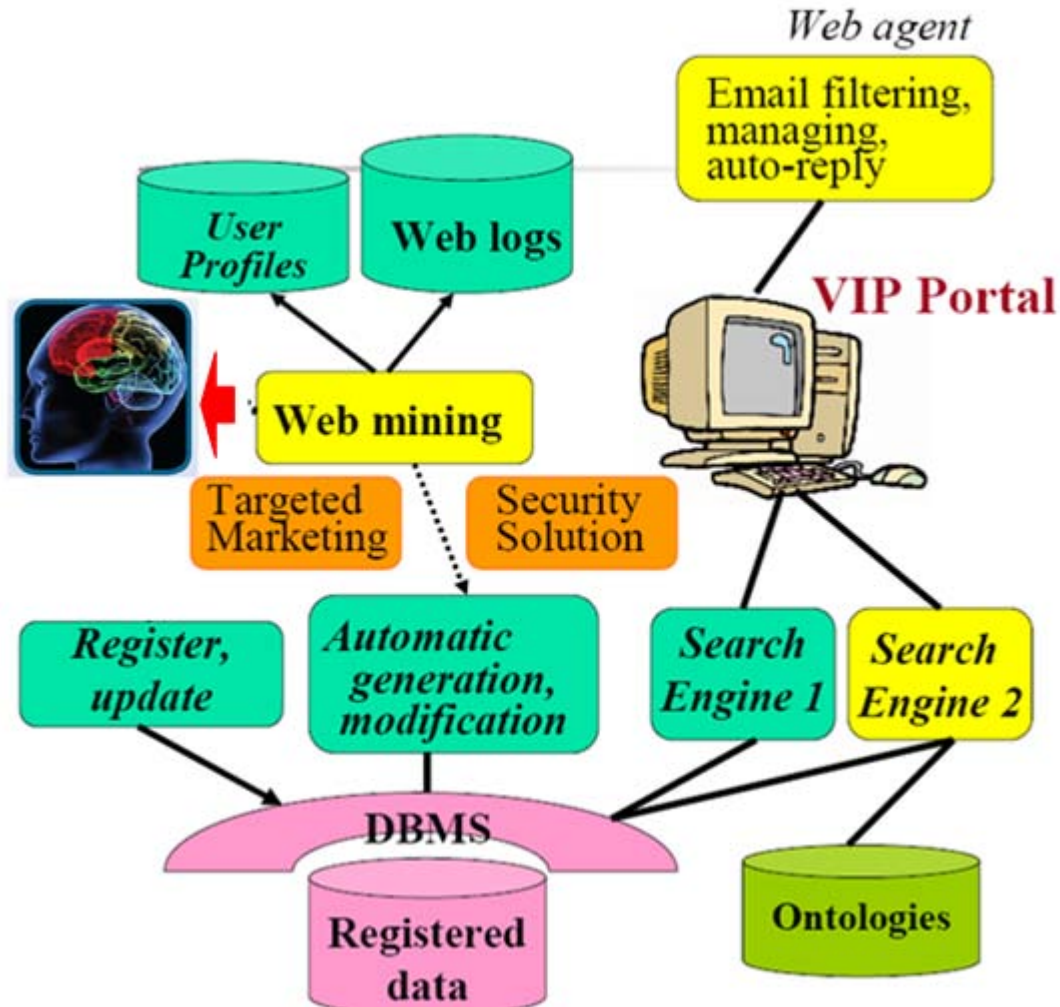 Web agent
Email filtering,
managing,
auto-reply
User
Profiles
Web logs
VIP Portal
Web mining
Targeted
Marketing
Security
Solution
Register,
update
Automatic
generation,
modification
Search
Engine 1
Search
Engine 2
DBMS
Registered
data
Ontologies